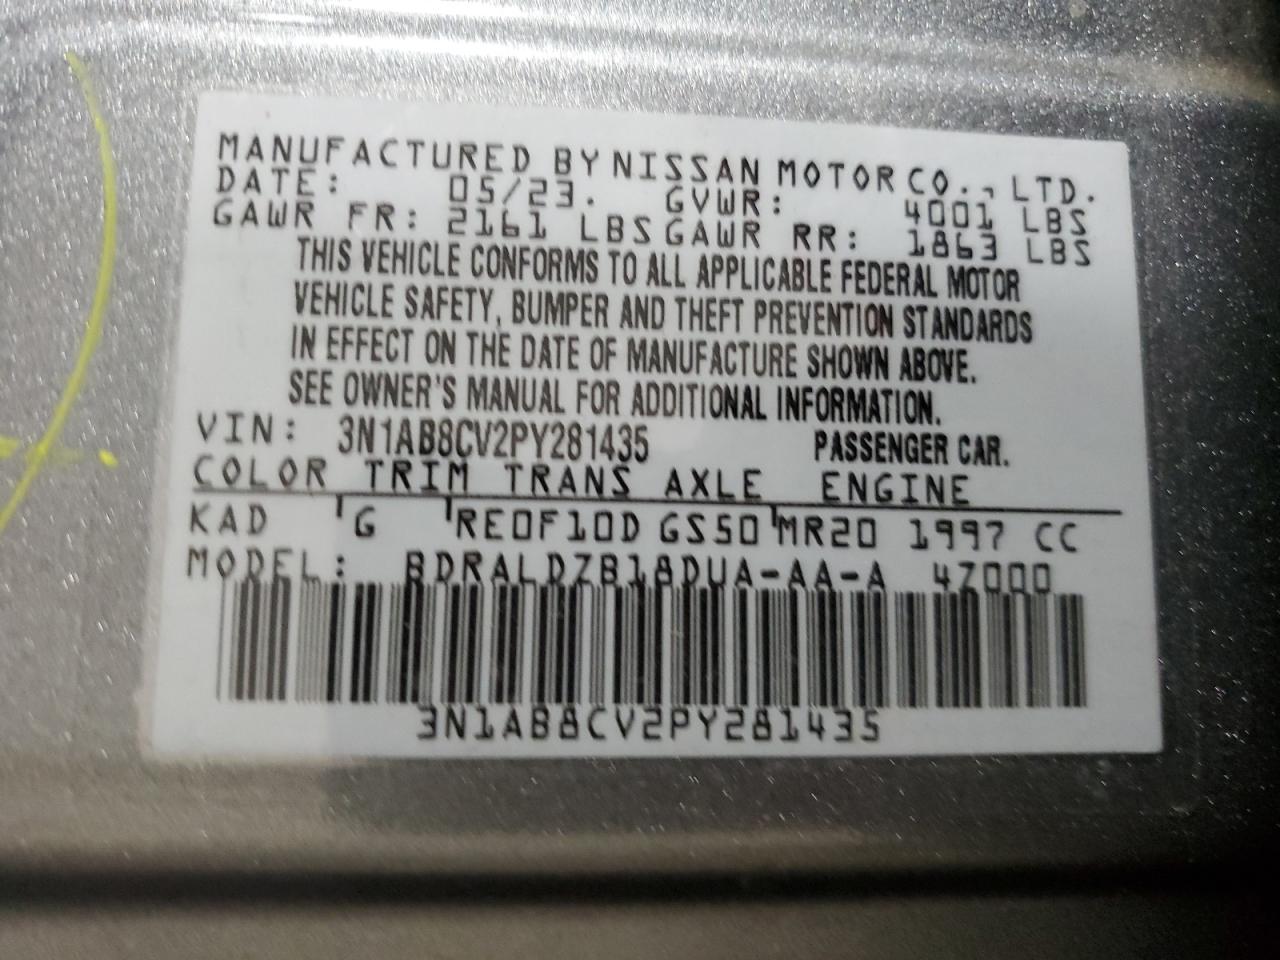 MANUFACTURED BY NISSAN MOTOR CO., LTD.
DATE: 05/23. GVWR: 4001 LBS
GAWR FR: 2161 LBS GAWR RR: 1863 LBS
THIS VEHICLE CONFORMS TO ALL APPLICABLE FEDERAL MOTOR
VEHICLE SAFETY, BUMPER AND THEFT PREVENTION STANDARDS
IN EFFECT ON THE DATE OF MANUFACTURE SHOWN ABOVE.
SEE OWNER'S MANUAL FOR ADDITIONAL INFORMATION.
VIN: 3N1AB8CV2PY281435 PASSENGER CAR.
COLOR TRIM TRANS AXLE ENGINE
KAD G RE0F10D GS50 MR20 1997 CC
MODEL: BDRALDZB18DUA-AA-A 4Z000
3N1AB8CV2PY281435